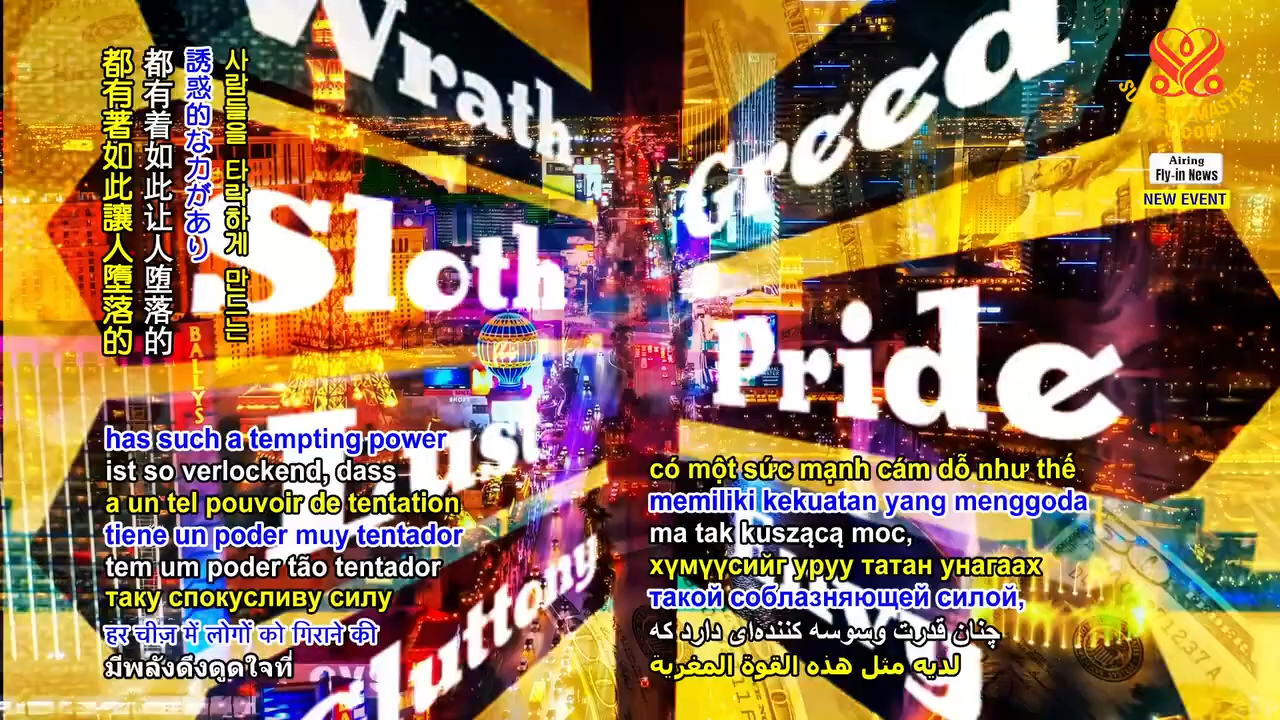 Wrath
Greed
Sloth
Pride
Lust
Gluttony
사람들을 타락하게 만드는
誘惑的な力があり
都有着如此让人堕落的
都有著如此讓人墮落的
BALLYS
Airing
Fly-in News
NEW EVENT
has such a tempting power
ist so verlockend, dass
a un tel pouvoir de tentation
tiene un poder muy tentador
tem um poder tão tentador
таку спокусливу силу
हर चीज़ में लोगों को गिराने की
มีพลังดึงดูดใจที่
có một sức mạnh cám dỗ như thế
memiliki kekuatan yang menggoda
ma tak kuszącą moc,
хүмүүсийг уруу татан унагаах
такой соблазняющей силой,
چنان قدرت وسوسه کننده‌ای دارد که
لديه مثل هذه القوة المغرية